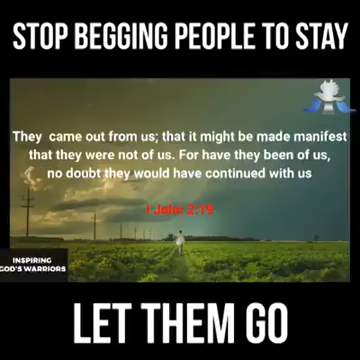 STOP BEGGING PEOPLE TO STAY
They came out from us; that it might be made manifest
that they were not of us. For have they been of us,
no doubt they would have continued with us
I John 2:19
INSPIRING
GOD'S WARRIORS
LET THEM GO